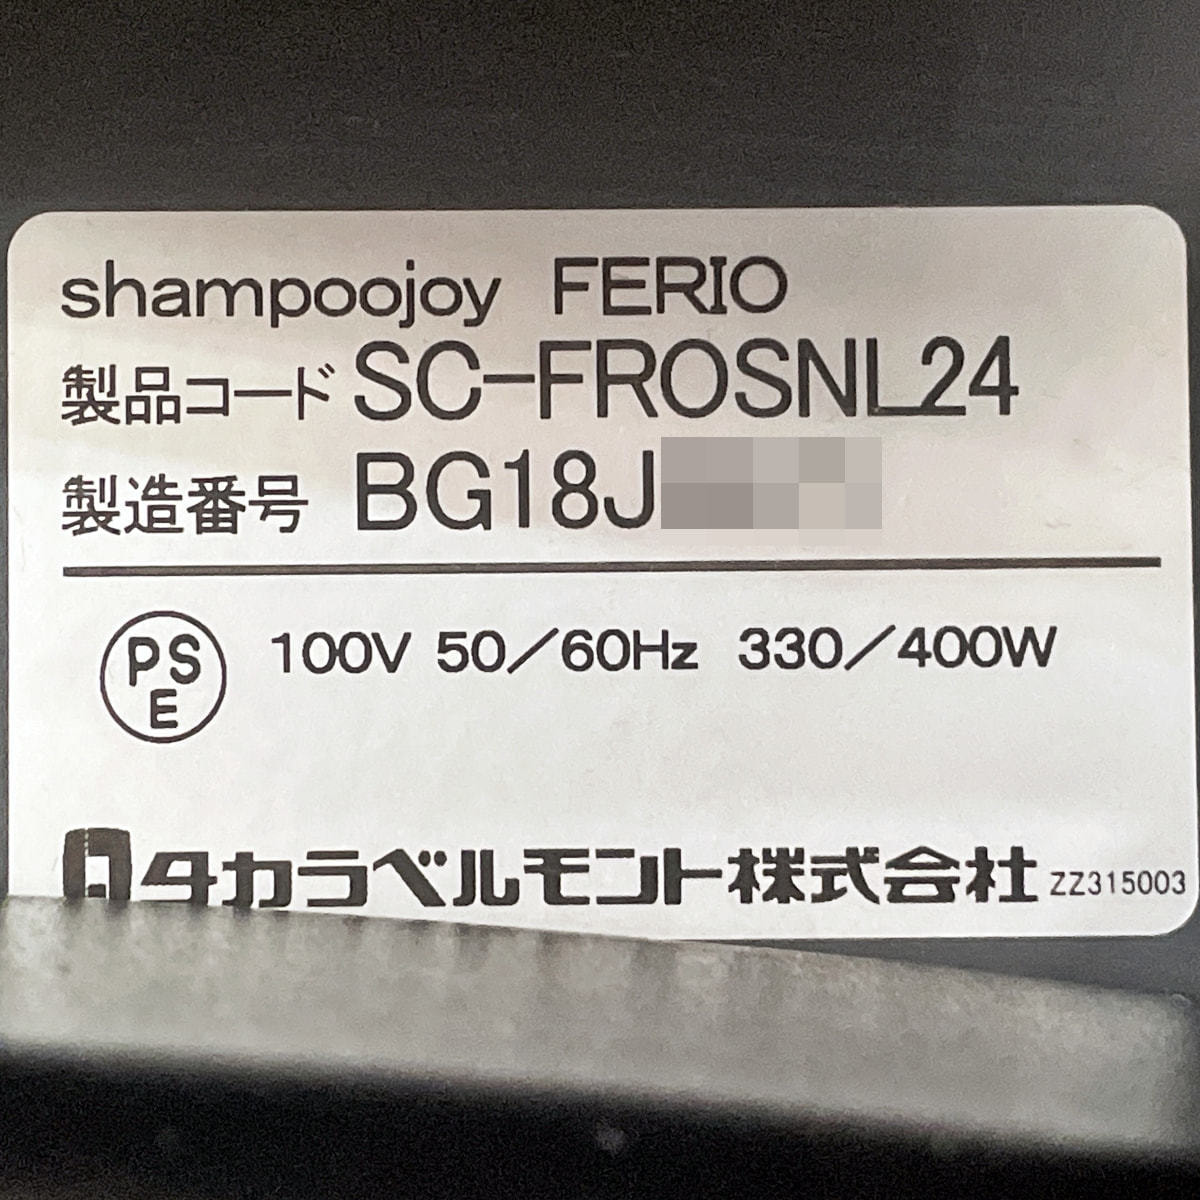 shampoojoy FERIO
製品コード SC-FROSNL24
製造番号 BG18J
PSE 100V 50/60Hz 330/400W
タカラベルモント株式会社 ZZ315003